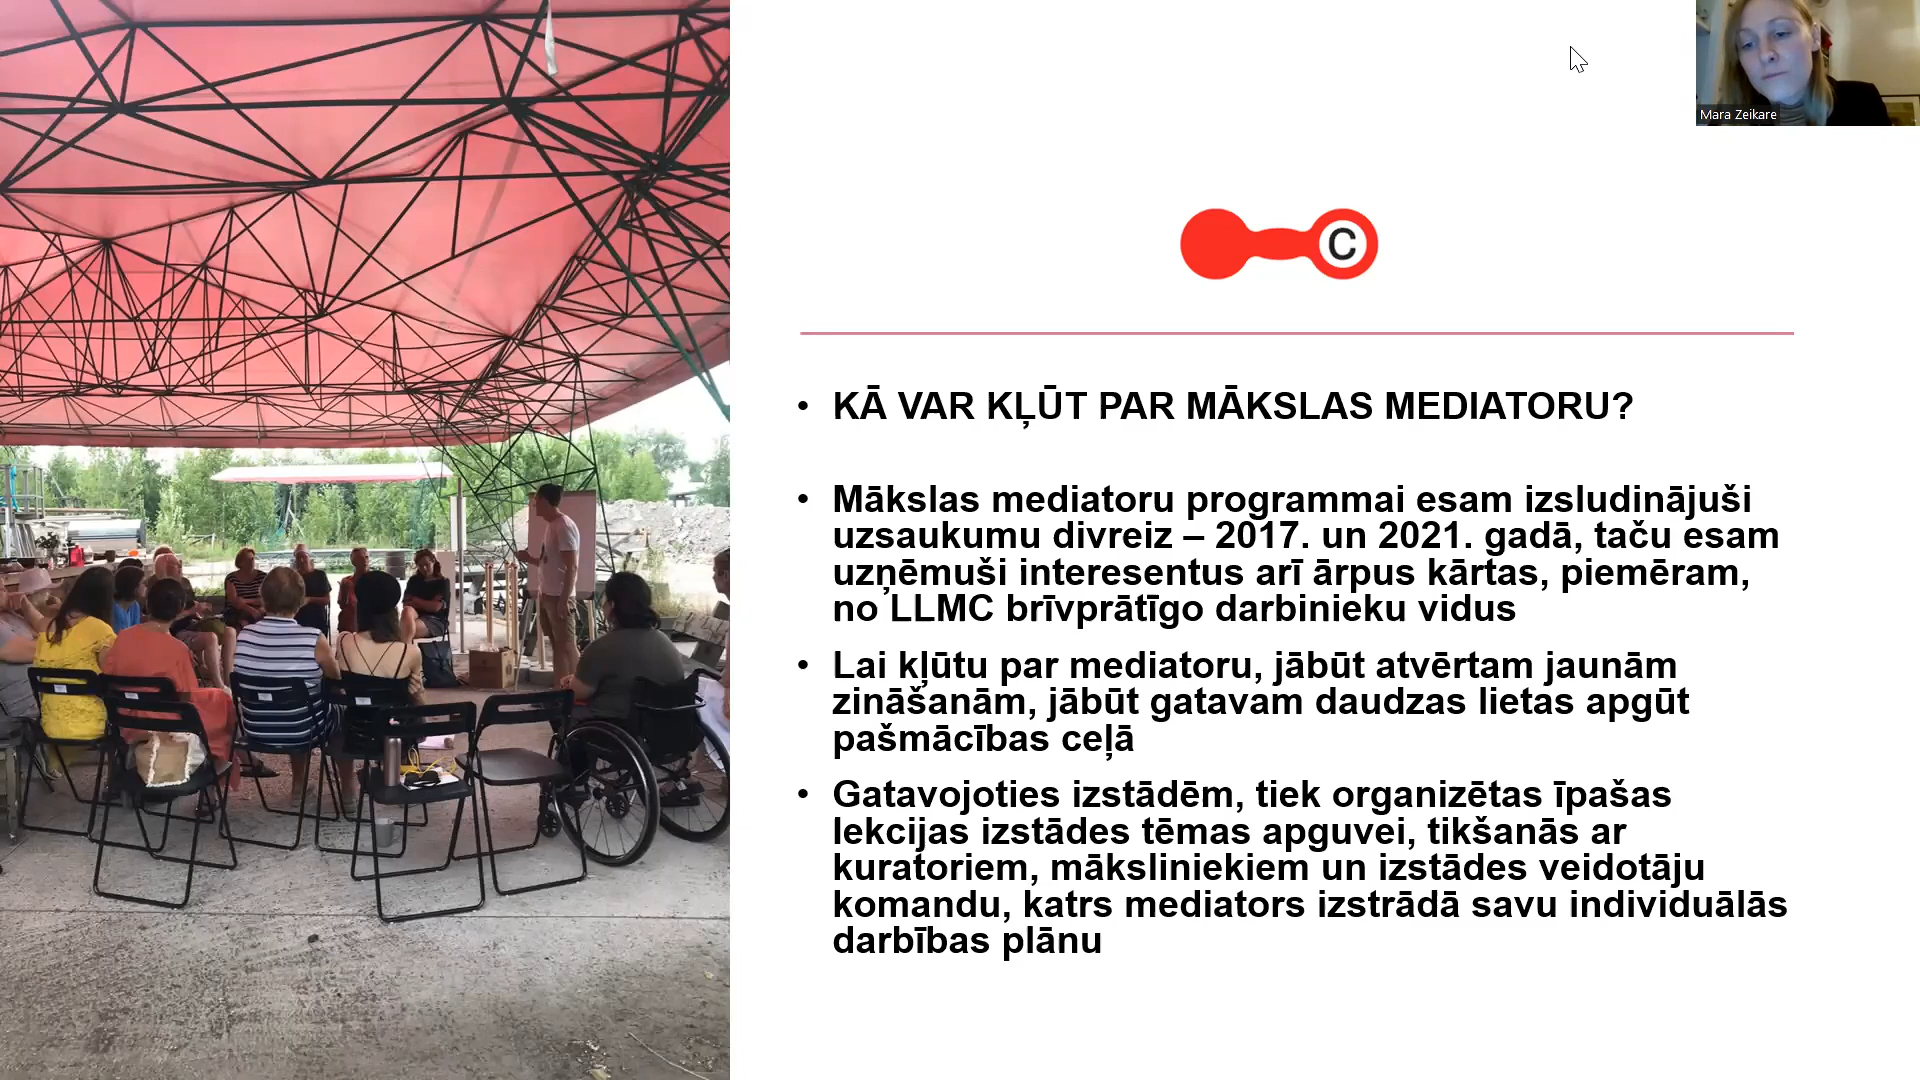 Mara Zeikare
C
• KĀ VAR KĻŪT PAR MĀKSLAS MEDIATORU?
• Mākslas mediatoru programmai esam izsludinājuši
uzsaukumu divreiz – 2017. un 2021. gadā, taču esam
uzņēmuši interesentus arī ārpus kārtas, piemēram,
no LLMC brīvprātīgo darbinieku vidus
• Lai kļūtu par mediatoru, jābūt atvērtam jaunām
zināšanām, jābūt gatavam daudzas lietas apgūt
pašmācības ceļā
• Gatavojoties izstādēm, tiek organizētas īpašas
lekcijas izstādes tēmas apguvei, tikšanās ar
kuratoriem, māksliniekiem un izstādes veidotāju
komandu, katrs mediators izstrādā savu individuālās
darbības plānu